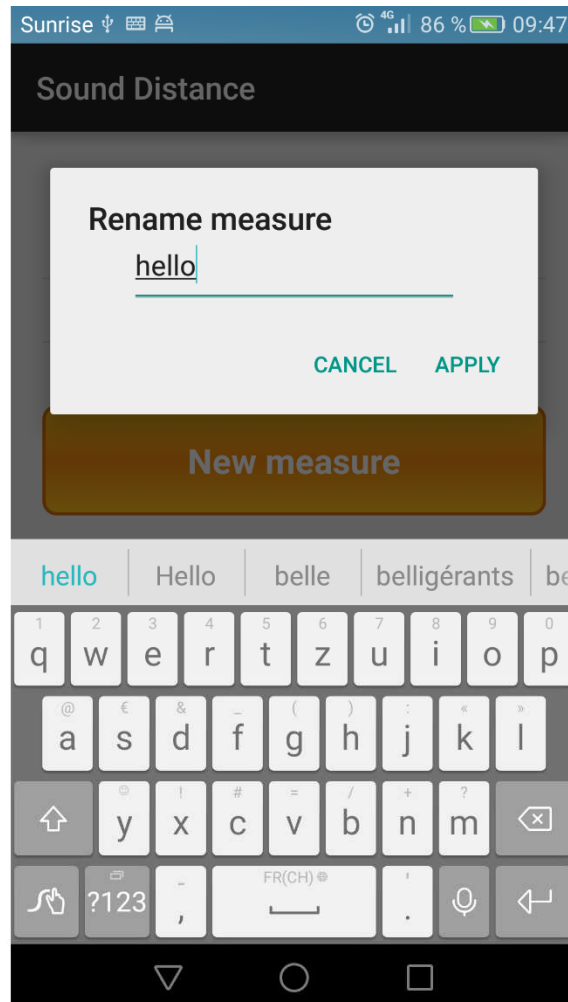 Sunrise 4G 86 % 09:47
Sound Distance
Rename measure
hello
CANCEL APPLY
New measure
hello Hello belle belligérants be
1 2 3 4 5 6 7 8 9 0
q w e r t z u i o p
@ € & _ ( ) : « »
a s d f g h j k l
☺ ! # = / + ?
y x c v b n m
- FR(CH) '
?123 , .